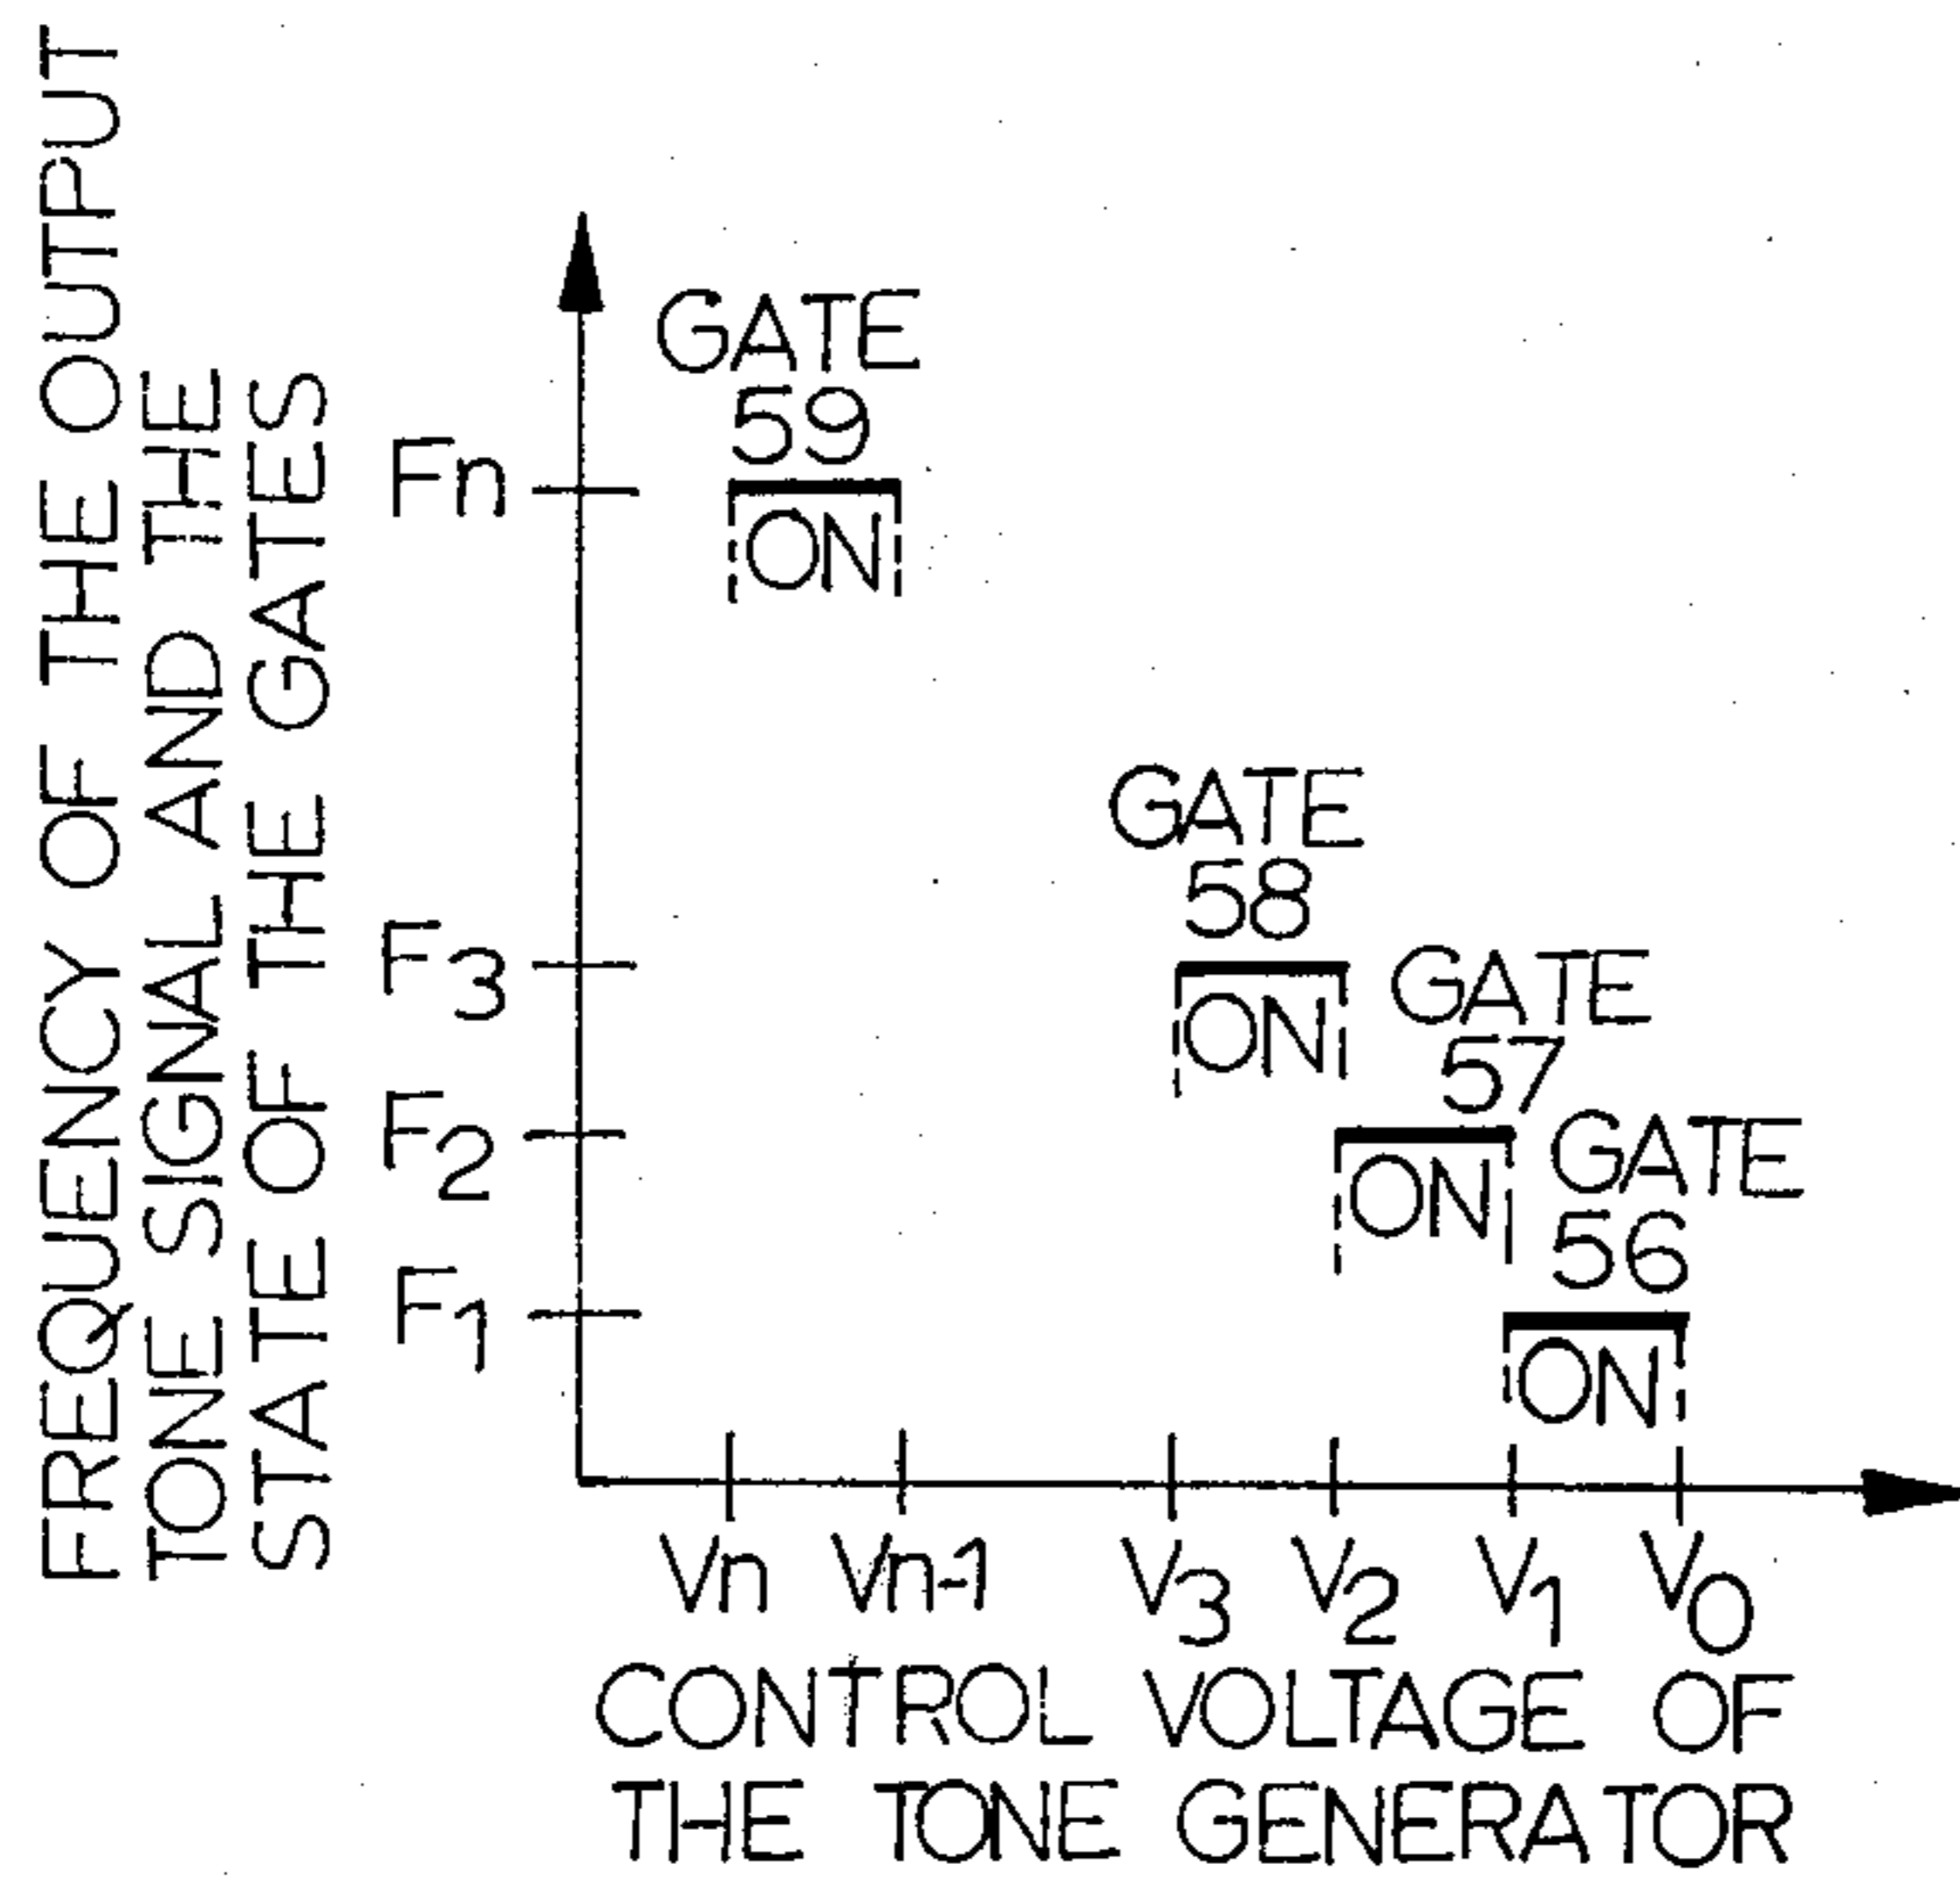 FREQUENCY OF THE OUTPUT
TONE SIGNAL AND THE
STATE OF THE GATES
GATE
59
Fn
ON
GATE
58
F3
ON
GATE
57
F2
ON
GATE
56
F1
ON
Vn Vn-1 V3 V2 V1 V0
CONTROL VOLTAGE OF
THE TONE GENERATOR